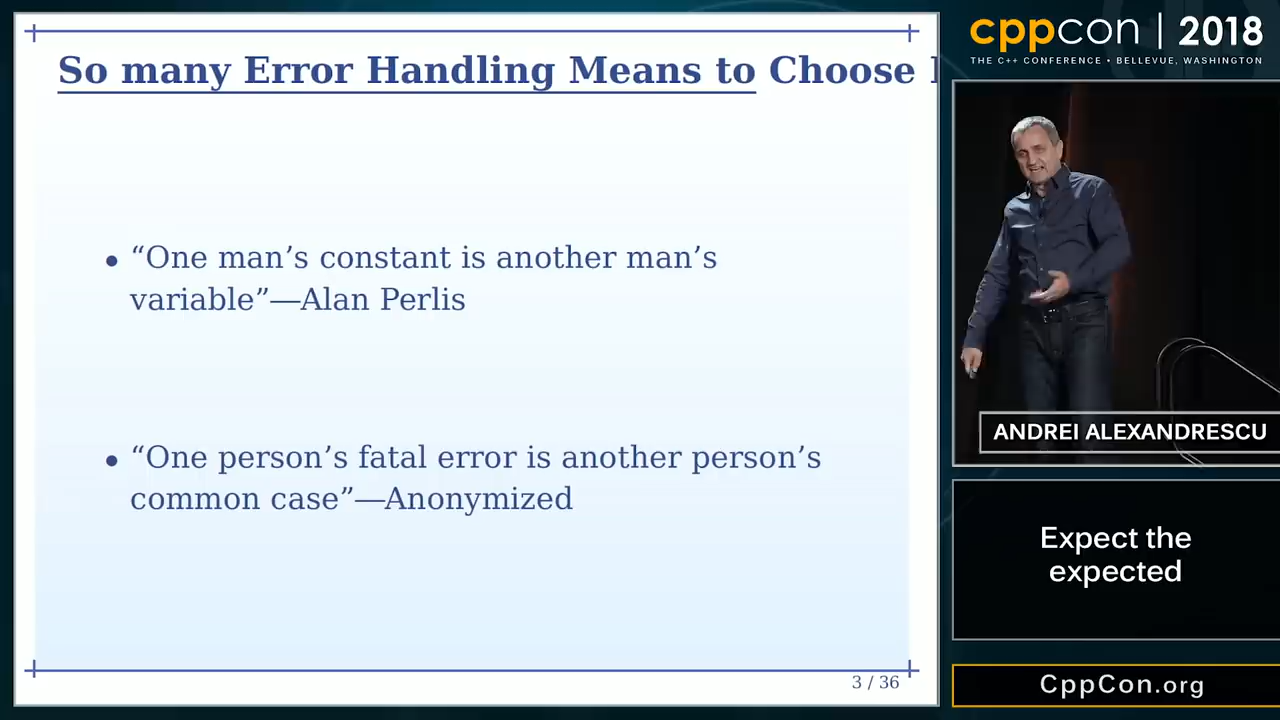 So many Error Handling Means to Choose
• “One man’s constant is another man’s
variable”—Alan Perlis
• “One person’s fatal error is another person’s
common case”—Anonymized
3 / 36
cppcon | 2018
THE C++ CONFERENCE • BELLEVUE, WASHINGTON
ANDREI ALEXANDRESCU
Expect the
expected
CppCon.org